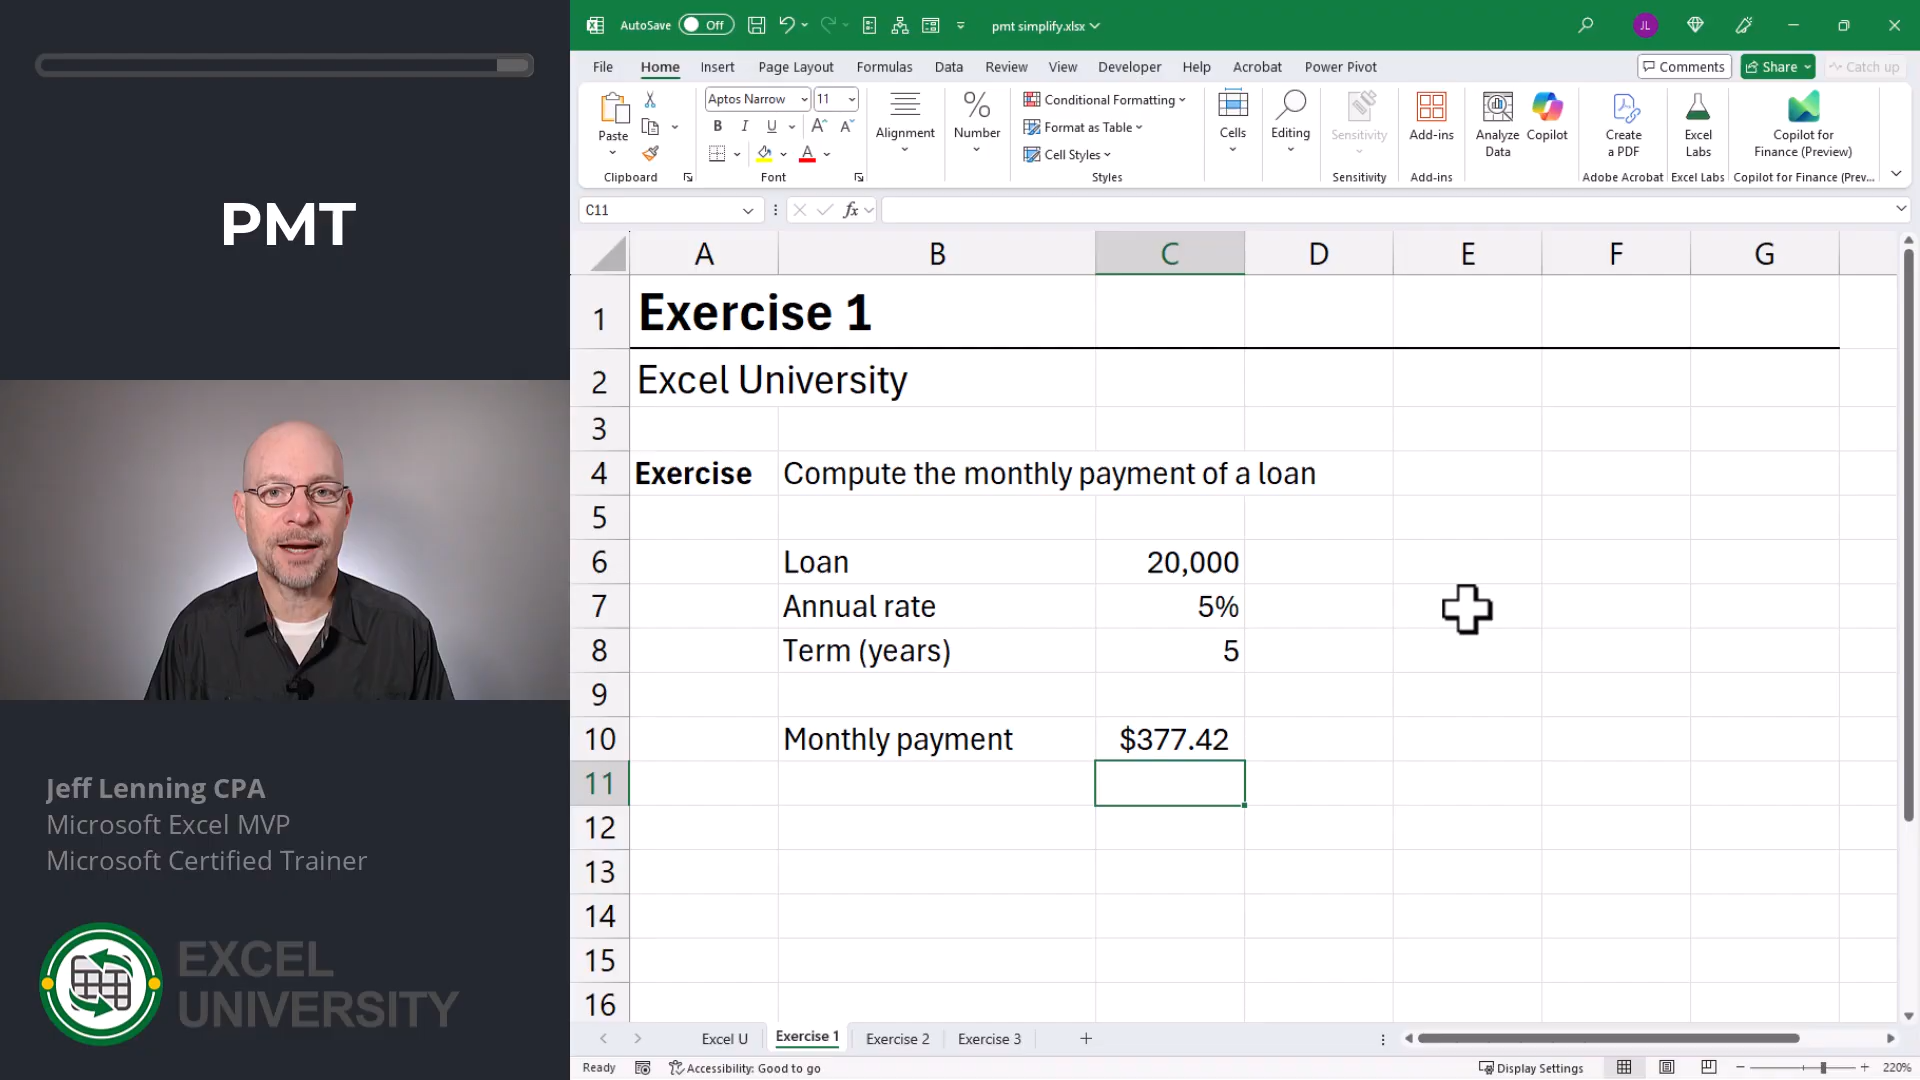 PMT
Jeff Lenning CPA
Microsoft Excel MVP
Microsoft Certified Trainer
EXCEL
UNIVERSITY
AutoSave Off pmt simplify.xlsx JL
File Home Insert Page Layout Formulas Data Review View Developer Help Acrobat Power Pivot Comments Share Catch up
Paste
Clipboard
Aptos Narrow 11
B I U A A
A
Font
Alignment
Number
%
Conditional Formatting
Format as Table
Cell Styles
Styles
Cells
Editing
Sensitivity
Sensitivity
Add-ins
Add-ins
Analyze
Data
Copilot
Create
a PDF
Adobe Acrobat
Excel
Labs
Excel Labs
Copilot for
Finance (Preview)
Copilot for Finance (Prev...
C11 fx
A B C D E F G
1 Exercise 1
2 Excel University
3
4 Exercise Compute the monthly payment of a loan
5
6 Loan 20,000
7 Annual rate 5%
8 Term (years) 5
9
10 Monthly payment $377.42
11
12
13
14
15
16
Excel U Exercise 1 Exercise 2 Exercise 3 +
Ready Accessibility: Good to go Display Settings 220%